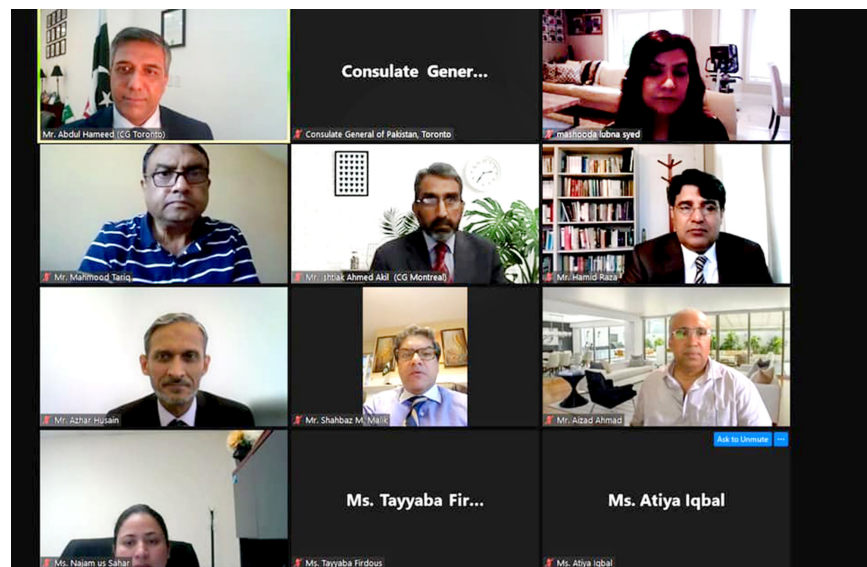 Consulate Gener...
Mr. Abdul Hameed (CG Toronto)
Consulate General of Pakistan, Toronto
mashooda lubna syed
Mr. Mahmood Tariq
Mr. Ishtiak Ahmed Akil (CG Montreal)
Mr. Hamid Raza
Mr. Azhar Husain
Mr. Shahbaz M. Malik
Mr. Aizad Ahmad
Ask to Unmute
Ms. Tayyaba Fir...
Ms. Atiya Iqbal
Ms. Najam us Sahar
Ms. Tayyaba Firdous
Ms. Atiya Iqbal